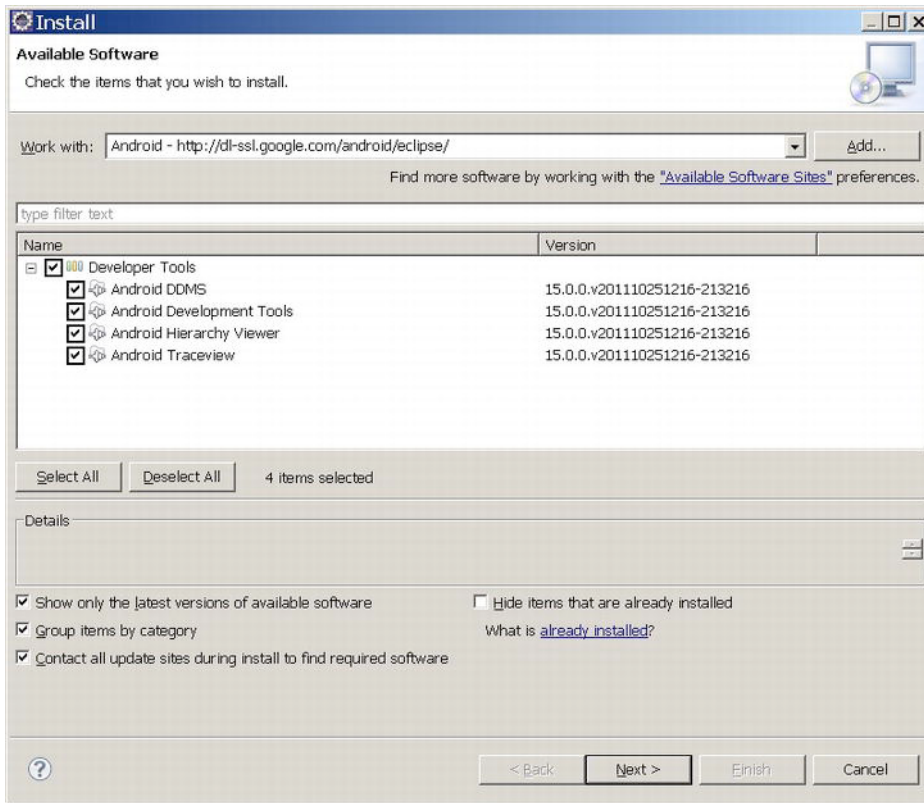 Install
Available Software
Check the items that you wish to install.
Work with: Android - http://dl-ssl.google.com/android/eclipse/ Add...
Find more software by working with the "Available Software Sites" preferences.
type filter text
Name Version
Developer Tools
Android DDMS 15.0.0.v201110251216-213216
Android Development Tools 15.0.0.v201110251216-213216
Android Hierarchy Viewer 15.0.0.v201110251216-213216
Android Traceview 15.0.0.v201110251216-213216
Select All Deselect All 4 items selected
Details
Show only the latest versions of available software Hide items that are already installed
Group items by category What is already installed?
Contact all update sites during install to find required software
? < Back Next > Finish Cancel